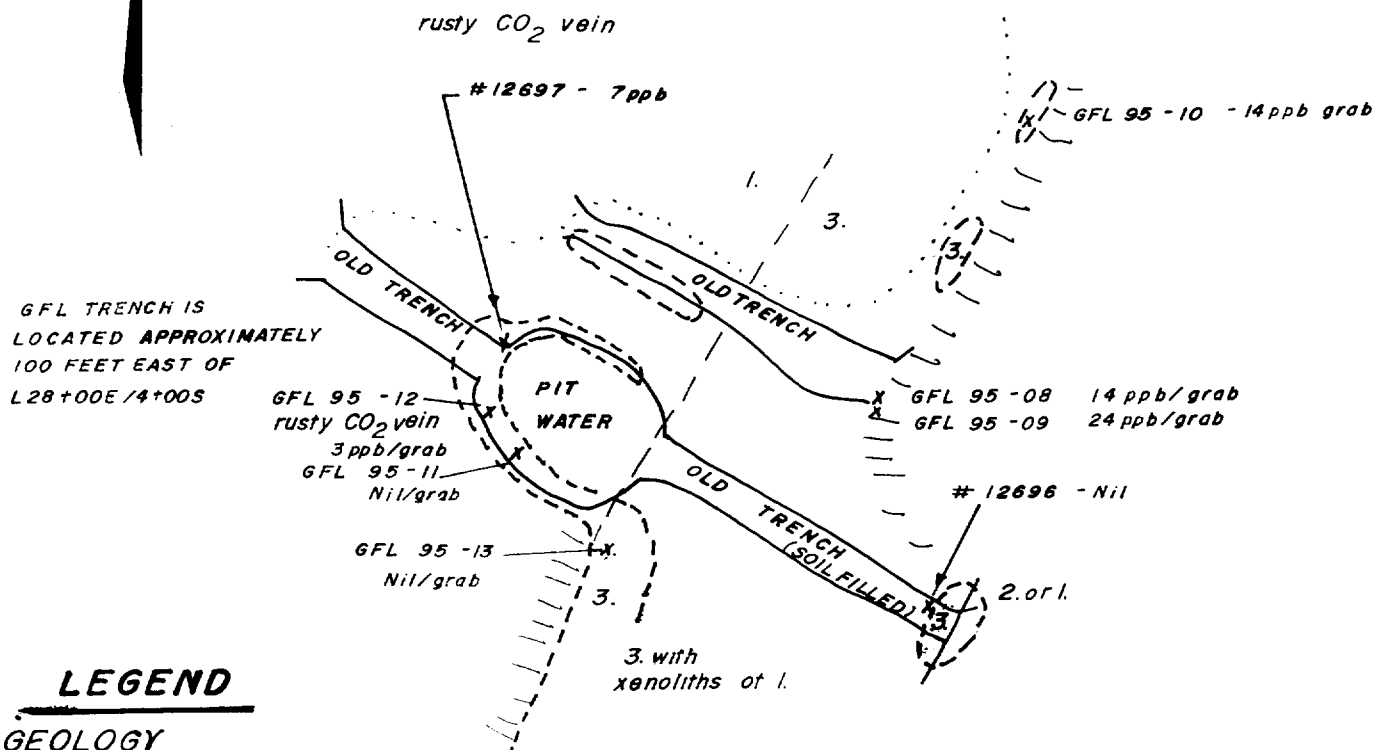 rusty CO2 vein
#12697 - 7ppb
GFL 95-10 - 14ppb grab
1.
3.
3.
OLD TRENCH
OLD TRENCH
GFL TRENCH IS
LOCATED APPROXIMATELY
100 FEET EAST OF
L28+00E/4+00S
PIT
WATER
GFL 95-12
rusty CO2 vein
3ppb/grab
GFL 95-11
Nil/grab
GFL 95-08 14 ppb/grab
GFL 95-09 24 ppb/grab
OLD
TRENCH
(SOIL FILLED)
#12696 - Nil
GFL 95-13
Nil/grab
3.
3.
2. or 1.
3. with
xenoliths of 1.
LEGEND
GEOLOGY